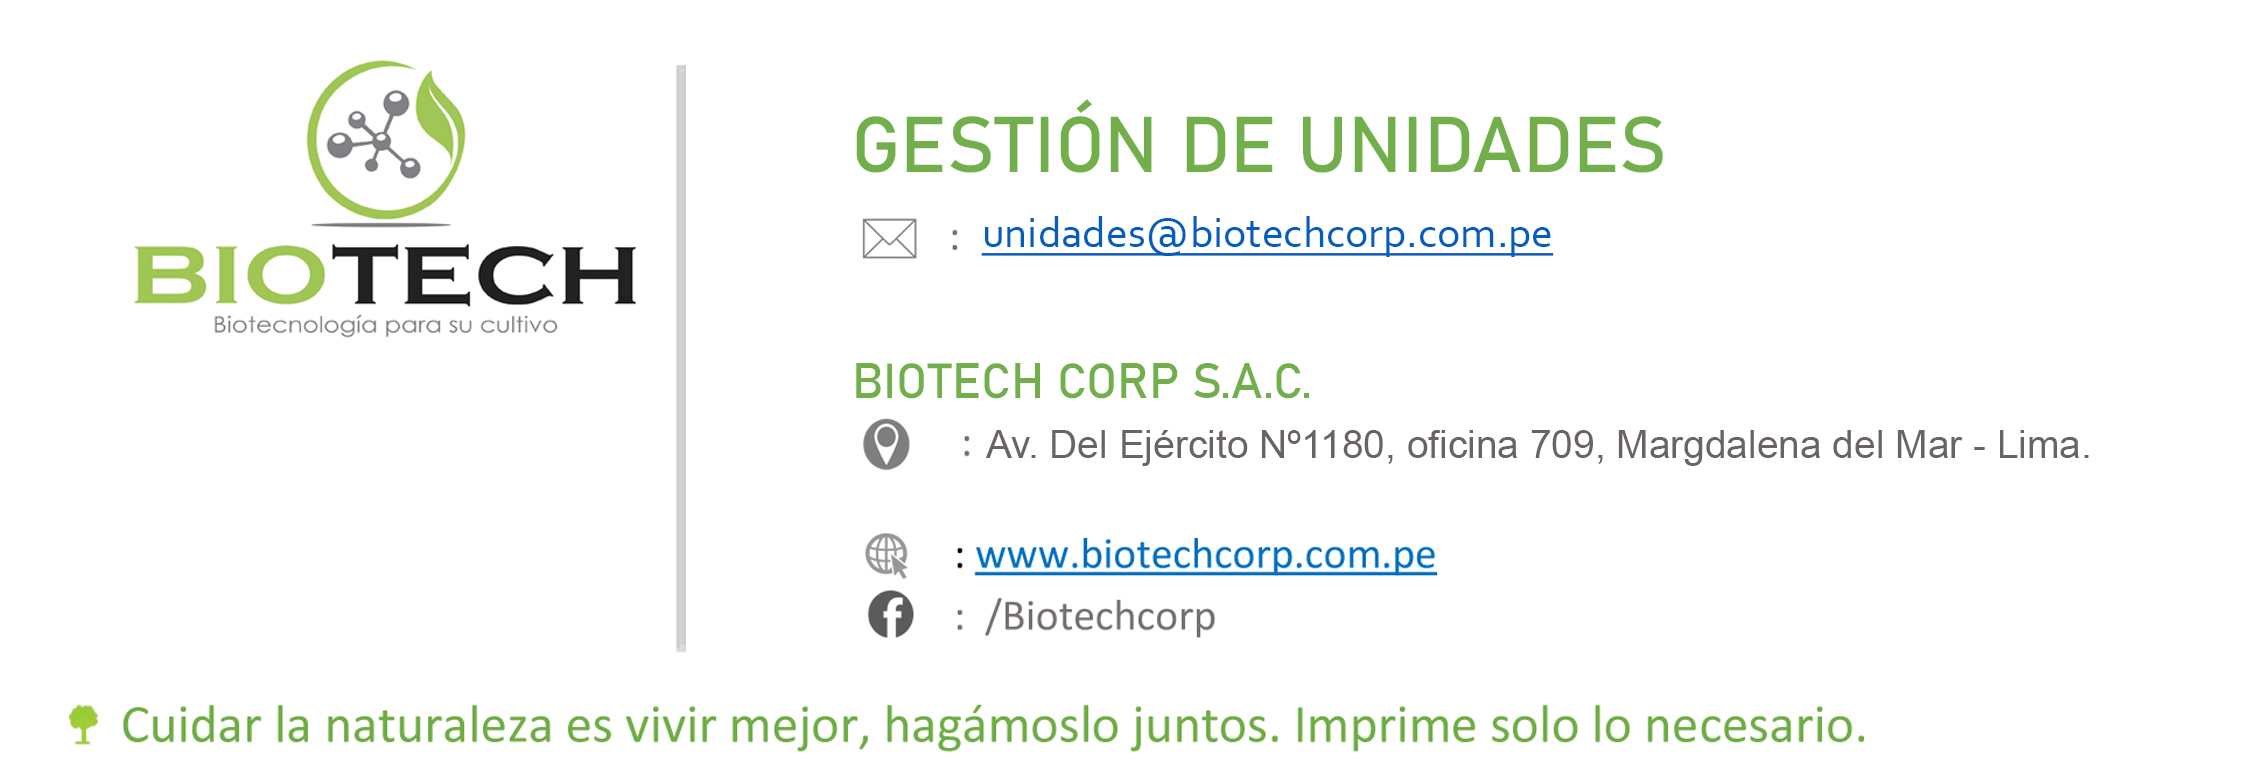 BIOTECH
Biotecnología para su cultivo
GESTIÓN DE UNIDADES
: unidades@biotechcorp.com.pe
BIOTECH CORP S.A.C.
: Av. Del Ejército Nº1180, oficina 709, Margdalena del Mar - Lima.
: www.biotechcorp.com.pe
: /Biotechcorp
Cuidar la naturaleza es vivir mejor, hagámoslo juntos. Imprime solo lo necesario.